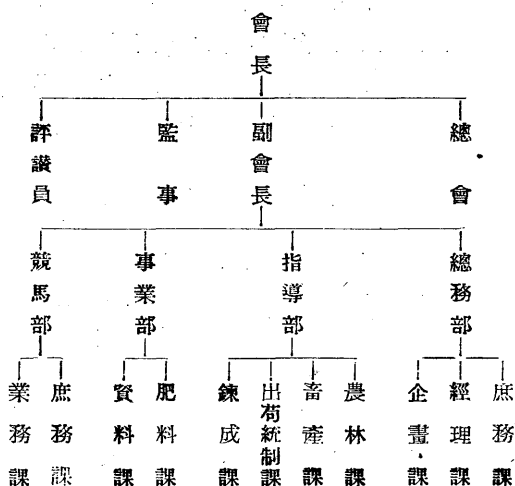 會長
總會
副會長
監事
評議員
總務部
指導部
事業部
競馬部
庶務課
經理課
企畫課
農林課
畜產課
出荷統制課
鍊成課
肥料課
資料課
庶務課
業務課